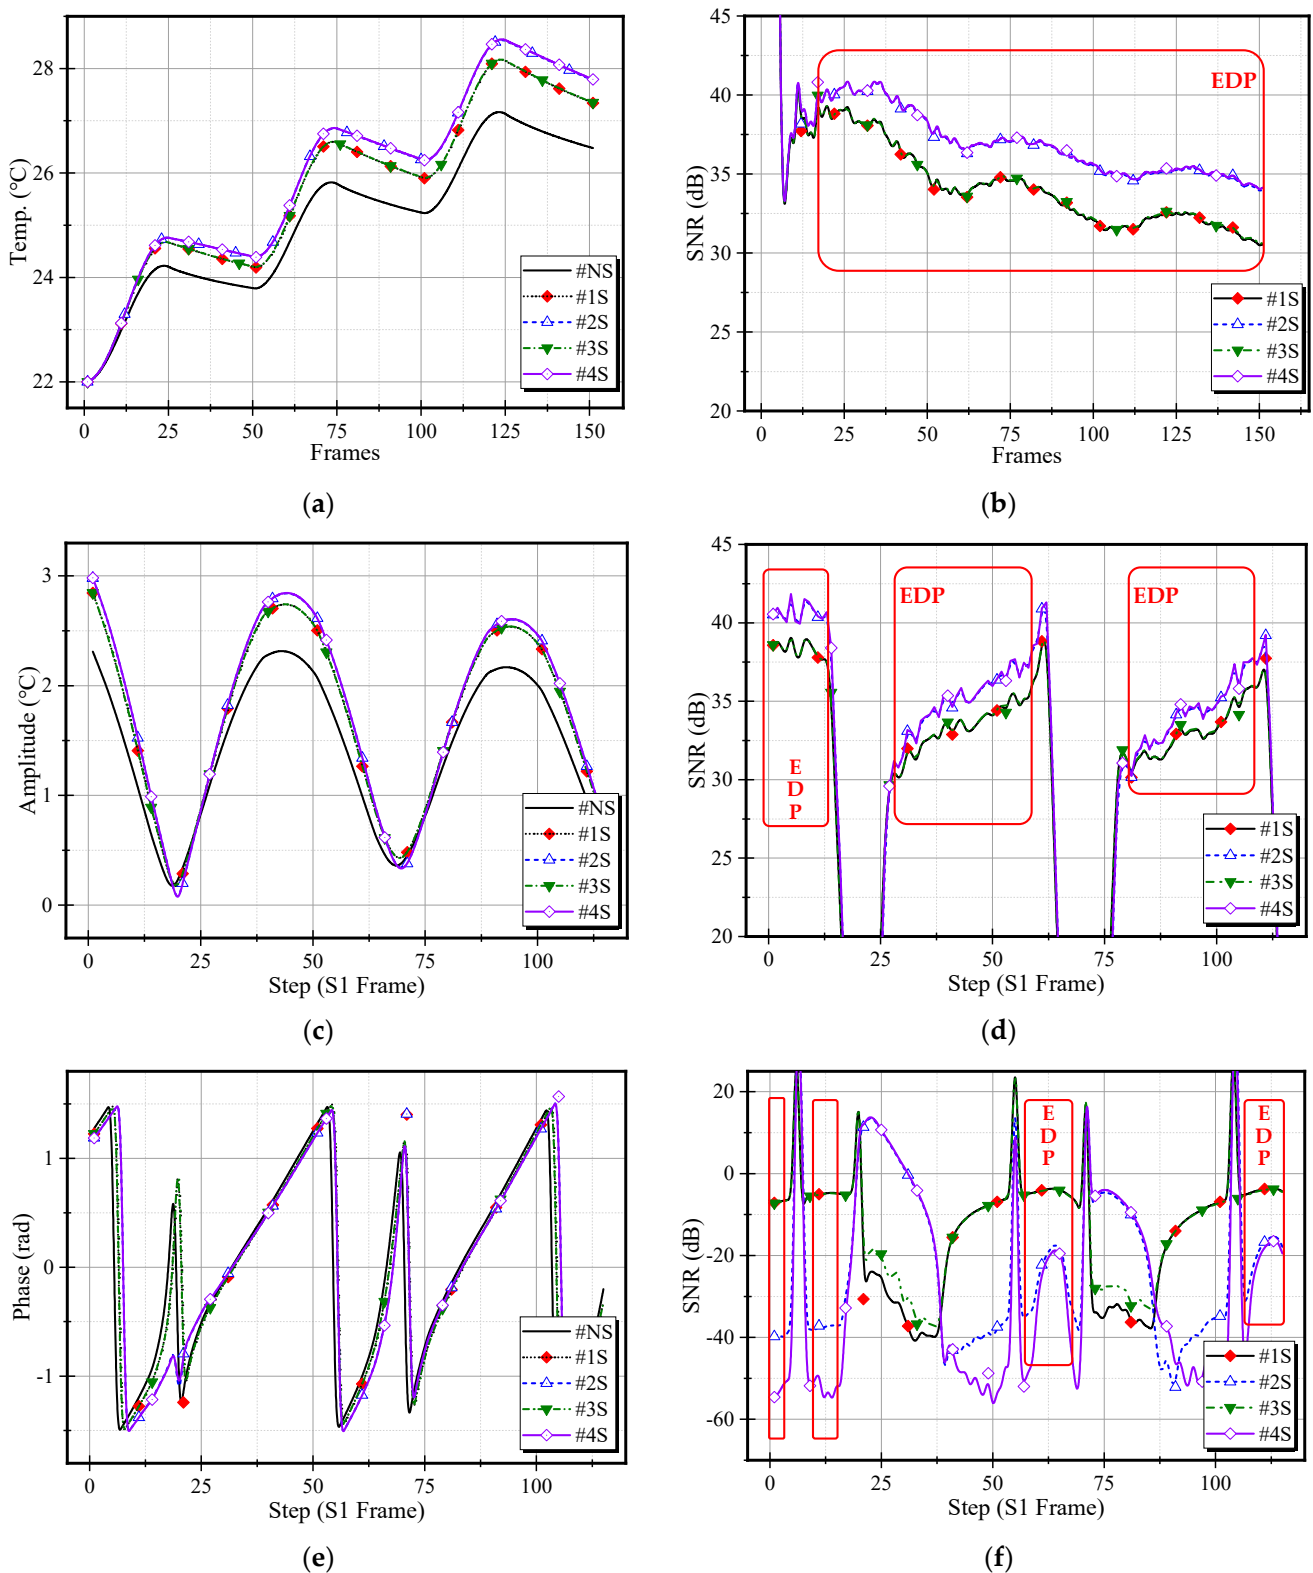 28
26
24
22
Temp. (°C)
0
25
50
75
100
125
150
Frames
#NS
#1S
#2S
#3S
#4S
(a)
45
40
35
30
25
20
SNR (dB)
0
25
50
75
100
125
150
Frames
EDP
#1S
#2S
#3S
#4S
(b)
3
2
1
0
Amplitude (°C)
0
25
50
75
100
Step (S1 Frame)
#NS
#1S
#2S
#3S
#4S
(c)
45
40
35
30
25
20
SNR (dB)
0
25
50
75
100
Step (S1 Frame)
E
D
P
EDP
EDP
#1S
#2S
#3S
#4S
(d)
1
0
-1
Phase (rad)
0
25
50
75
100
Step (S1 Frame)
#NS
#1S
#2S
#3S
#4S
(e)
20
0
-20
-40
-60
SNR (dB)
0
25
50
75
100
Step (S1 Frame)
E
D
P
E
D
P
#1S
#2S
#3S
#4S
(f)